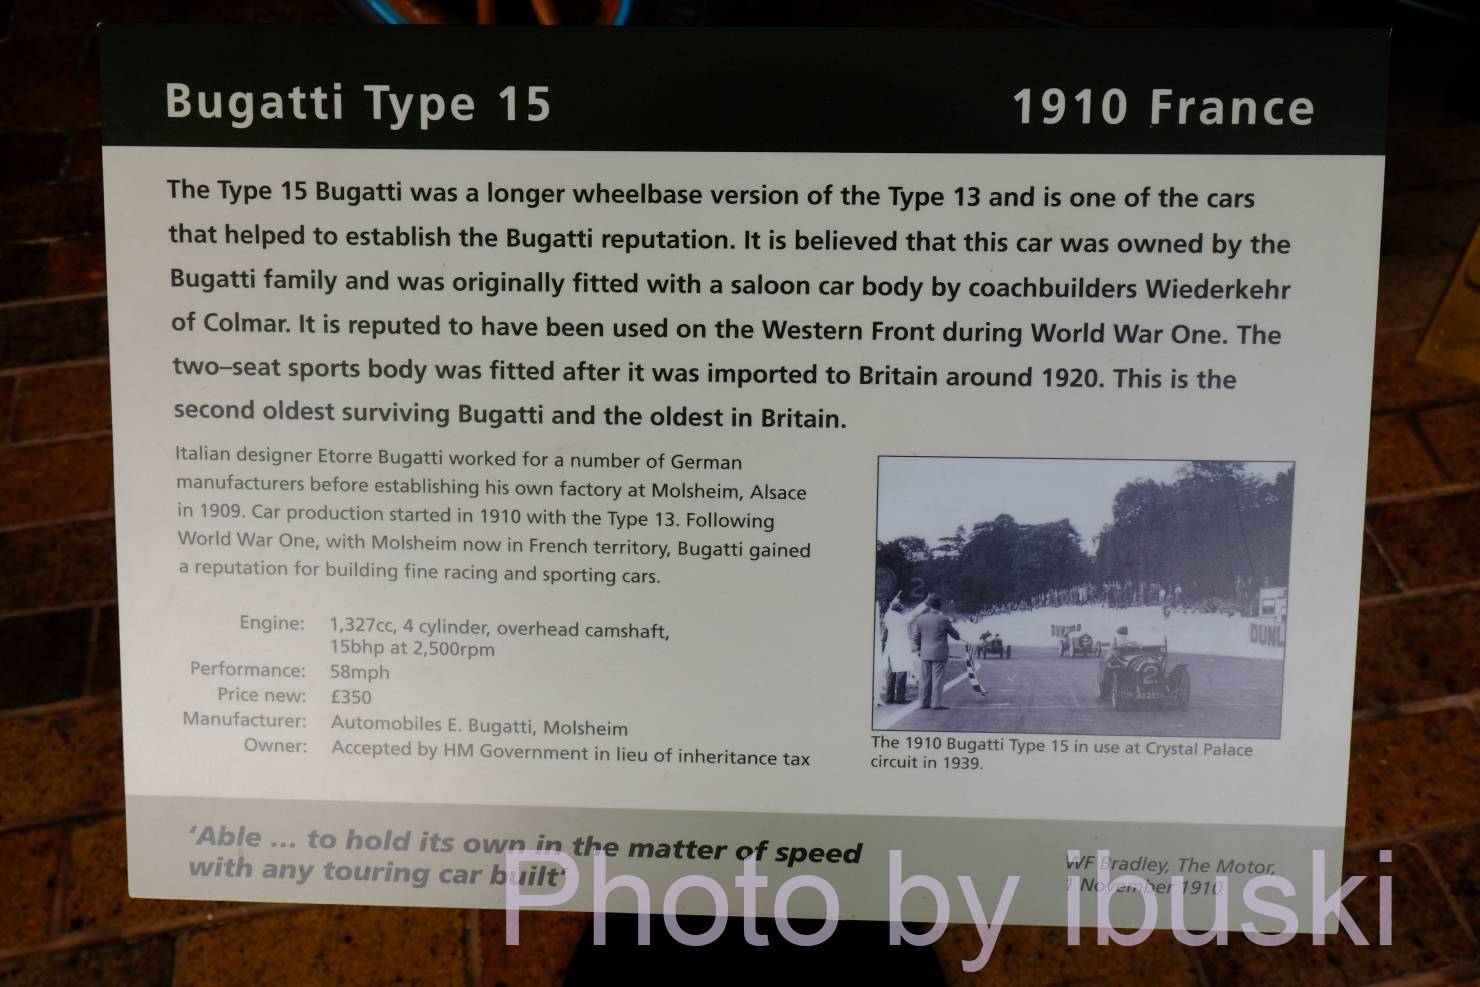 Bugatti Type 15 1910 France
The Type 15 Bugatti was a longer wheelbase version of the Type 13 and is one of the cars
that helped to establish the Bugatti reputation. It is believed that this car was owned by the
Bugatti family and was originally fitted with a saloon car body by coachbuilders Wiederkehr
of Colmar. It is reputed to have been used on the Western Front during World War One. The
two–seat sports body was fitted after it was imported to Britain around 1920. This is the
second oldest surviving Bugatti and the oldest in Britain.
Italian designer Etorre Bugatti worked for a number of German
manufacturers before establishing his own factory at Molsheim, Alsace
in 1909. Car production started in 1910 with the Type 13. Following
World War One, with Molsheim now in French territory, Bugatti gained
a reputation for building fine racing and sporting cars.
Engine: 1,327cc, 4 cylinder, overhead camshaft,
15bhp at 2,500rpm
Performance: 58mph
Price new: £350
Manufacturer: Automobiles E. Bugatti, Molsheim
Owner: Accepted by HM Government in lieu of inheritance tax
2
DUNLOP
DUNL
2
The 1910 Bugatti Type 15 in use at Crystal Palace
circuit in 1939.
‘Able ... to hold its own in the matter of speed
with any touring car built’
WF Bradley, The Motor,
1 November 1910
Photo by ibuski